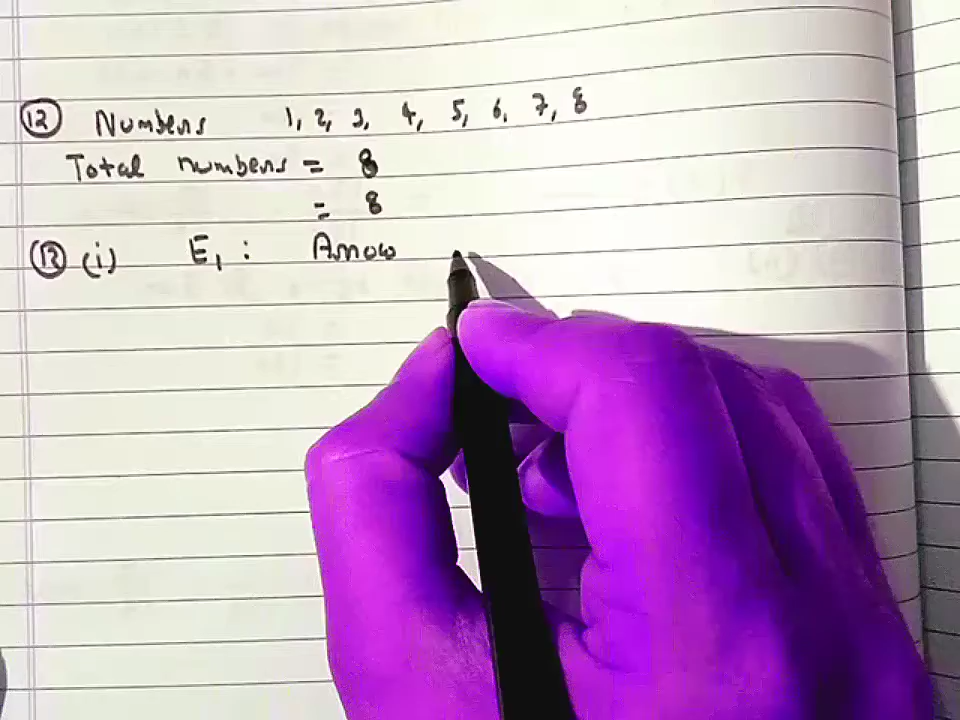 (12) Numbers 1, 2, 3, 4, 5, 6, 7, 8
Total numbers = 8
= 8
(12) (i) E₁ : Arrow